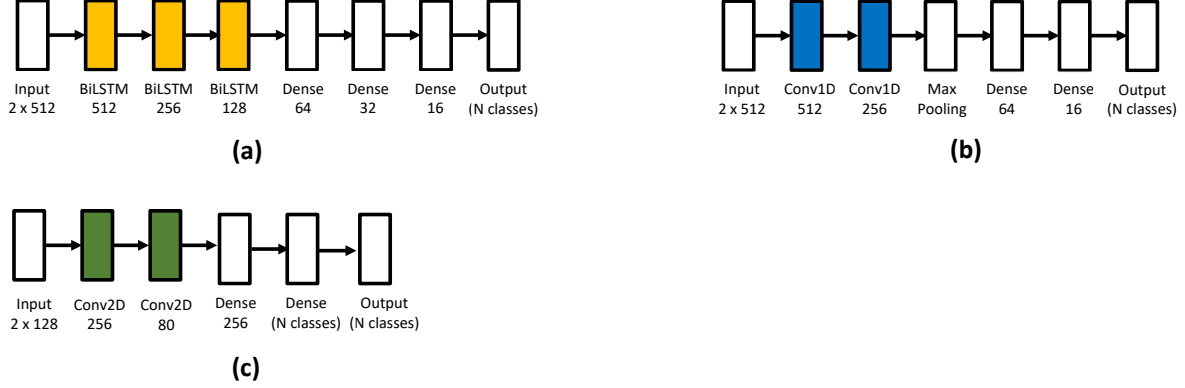 Input BiLSTM BiLSTM BiLSTM Dense Dense Dense Output
2 x 512 512 256 128 64 32 16 (N classes)
(a)
Input Conv1D Conv1D Max Dense Dense Output
2 x 512 512 256 Pooling 64 16 (N classes)
(b)
Input Conv2D Conv2D Dense Dense Output
2 x 128 256 80 256 (N classes) (N classes)
(c)